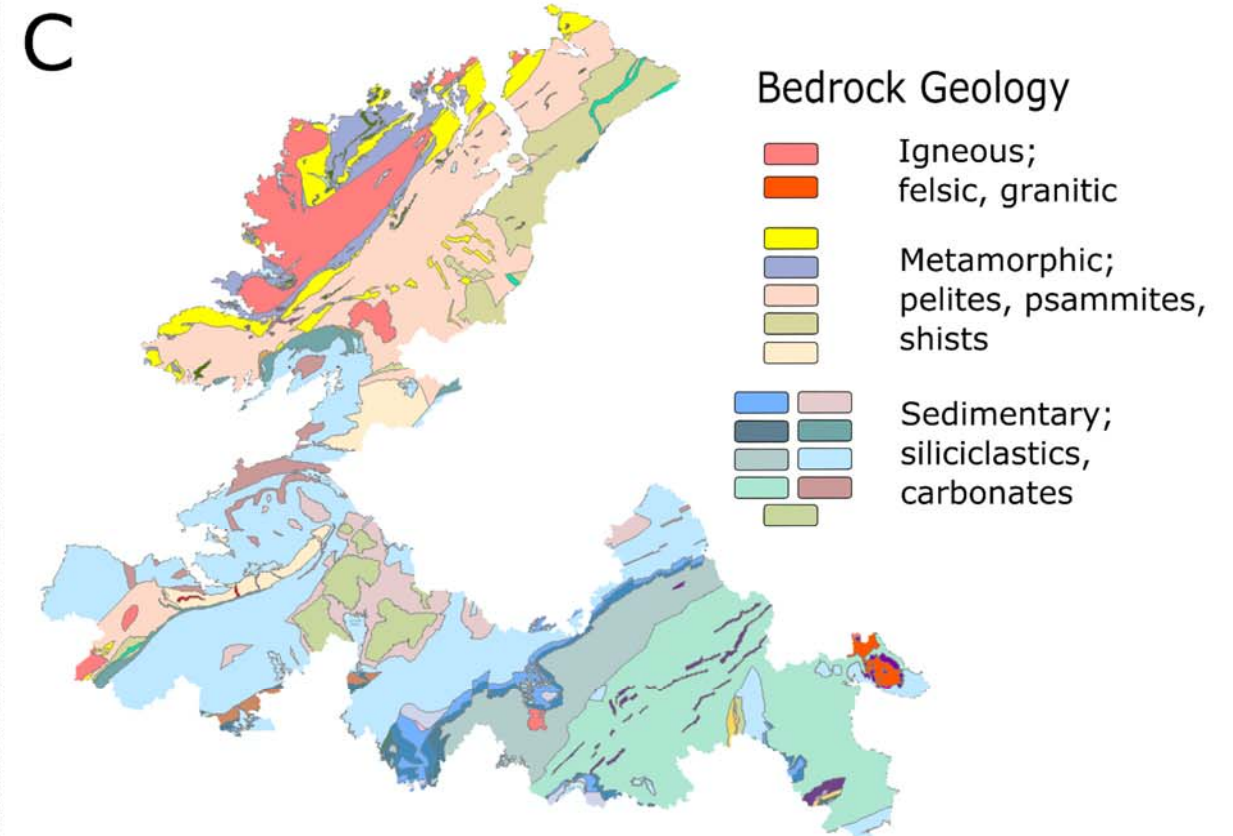 C
Bedrock Geology
Igneous;
felsic, granitic
Metamorphic;
pelites, psammites,
shists
Sedimentary;
siliciclastics,
carbonates